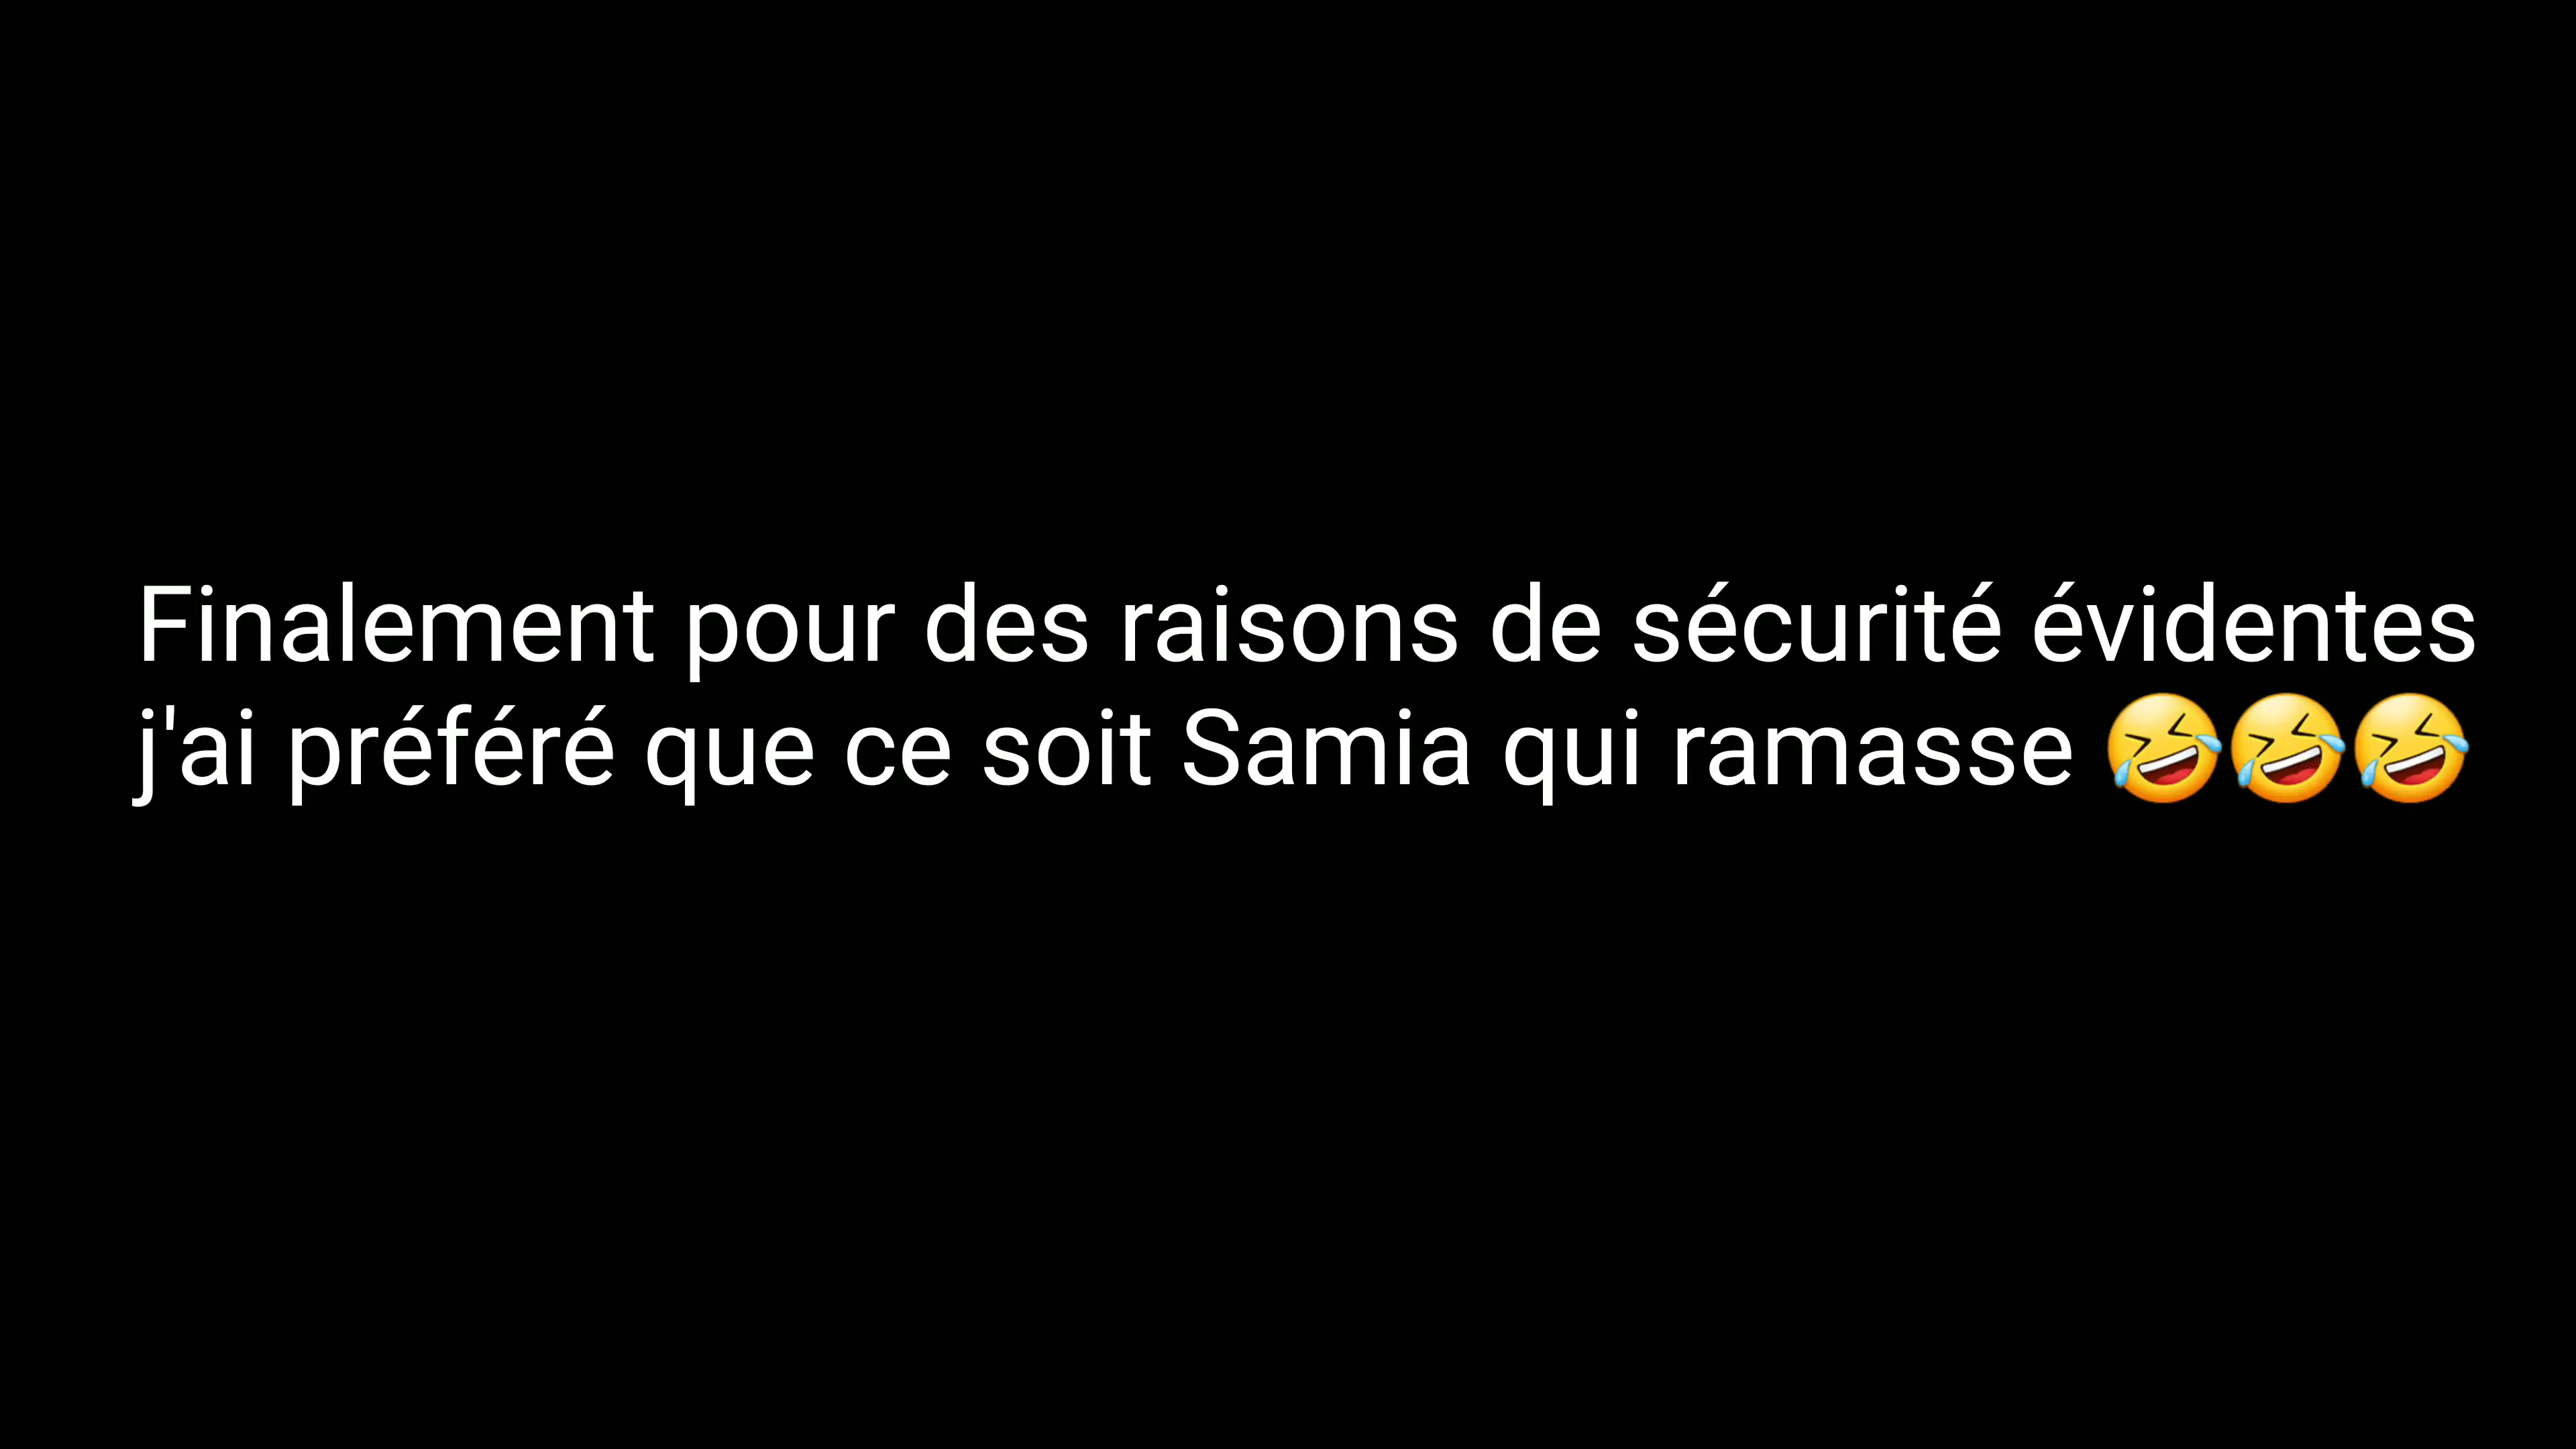 Finalement pour des raisons de sécurité évidentes
j'ai préféré que ce soit Samia qui ramasse 🤣🤣🤣